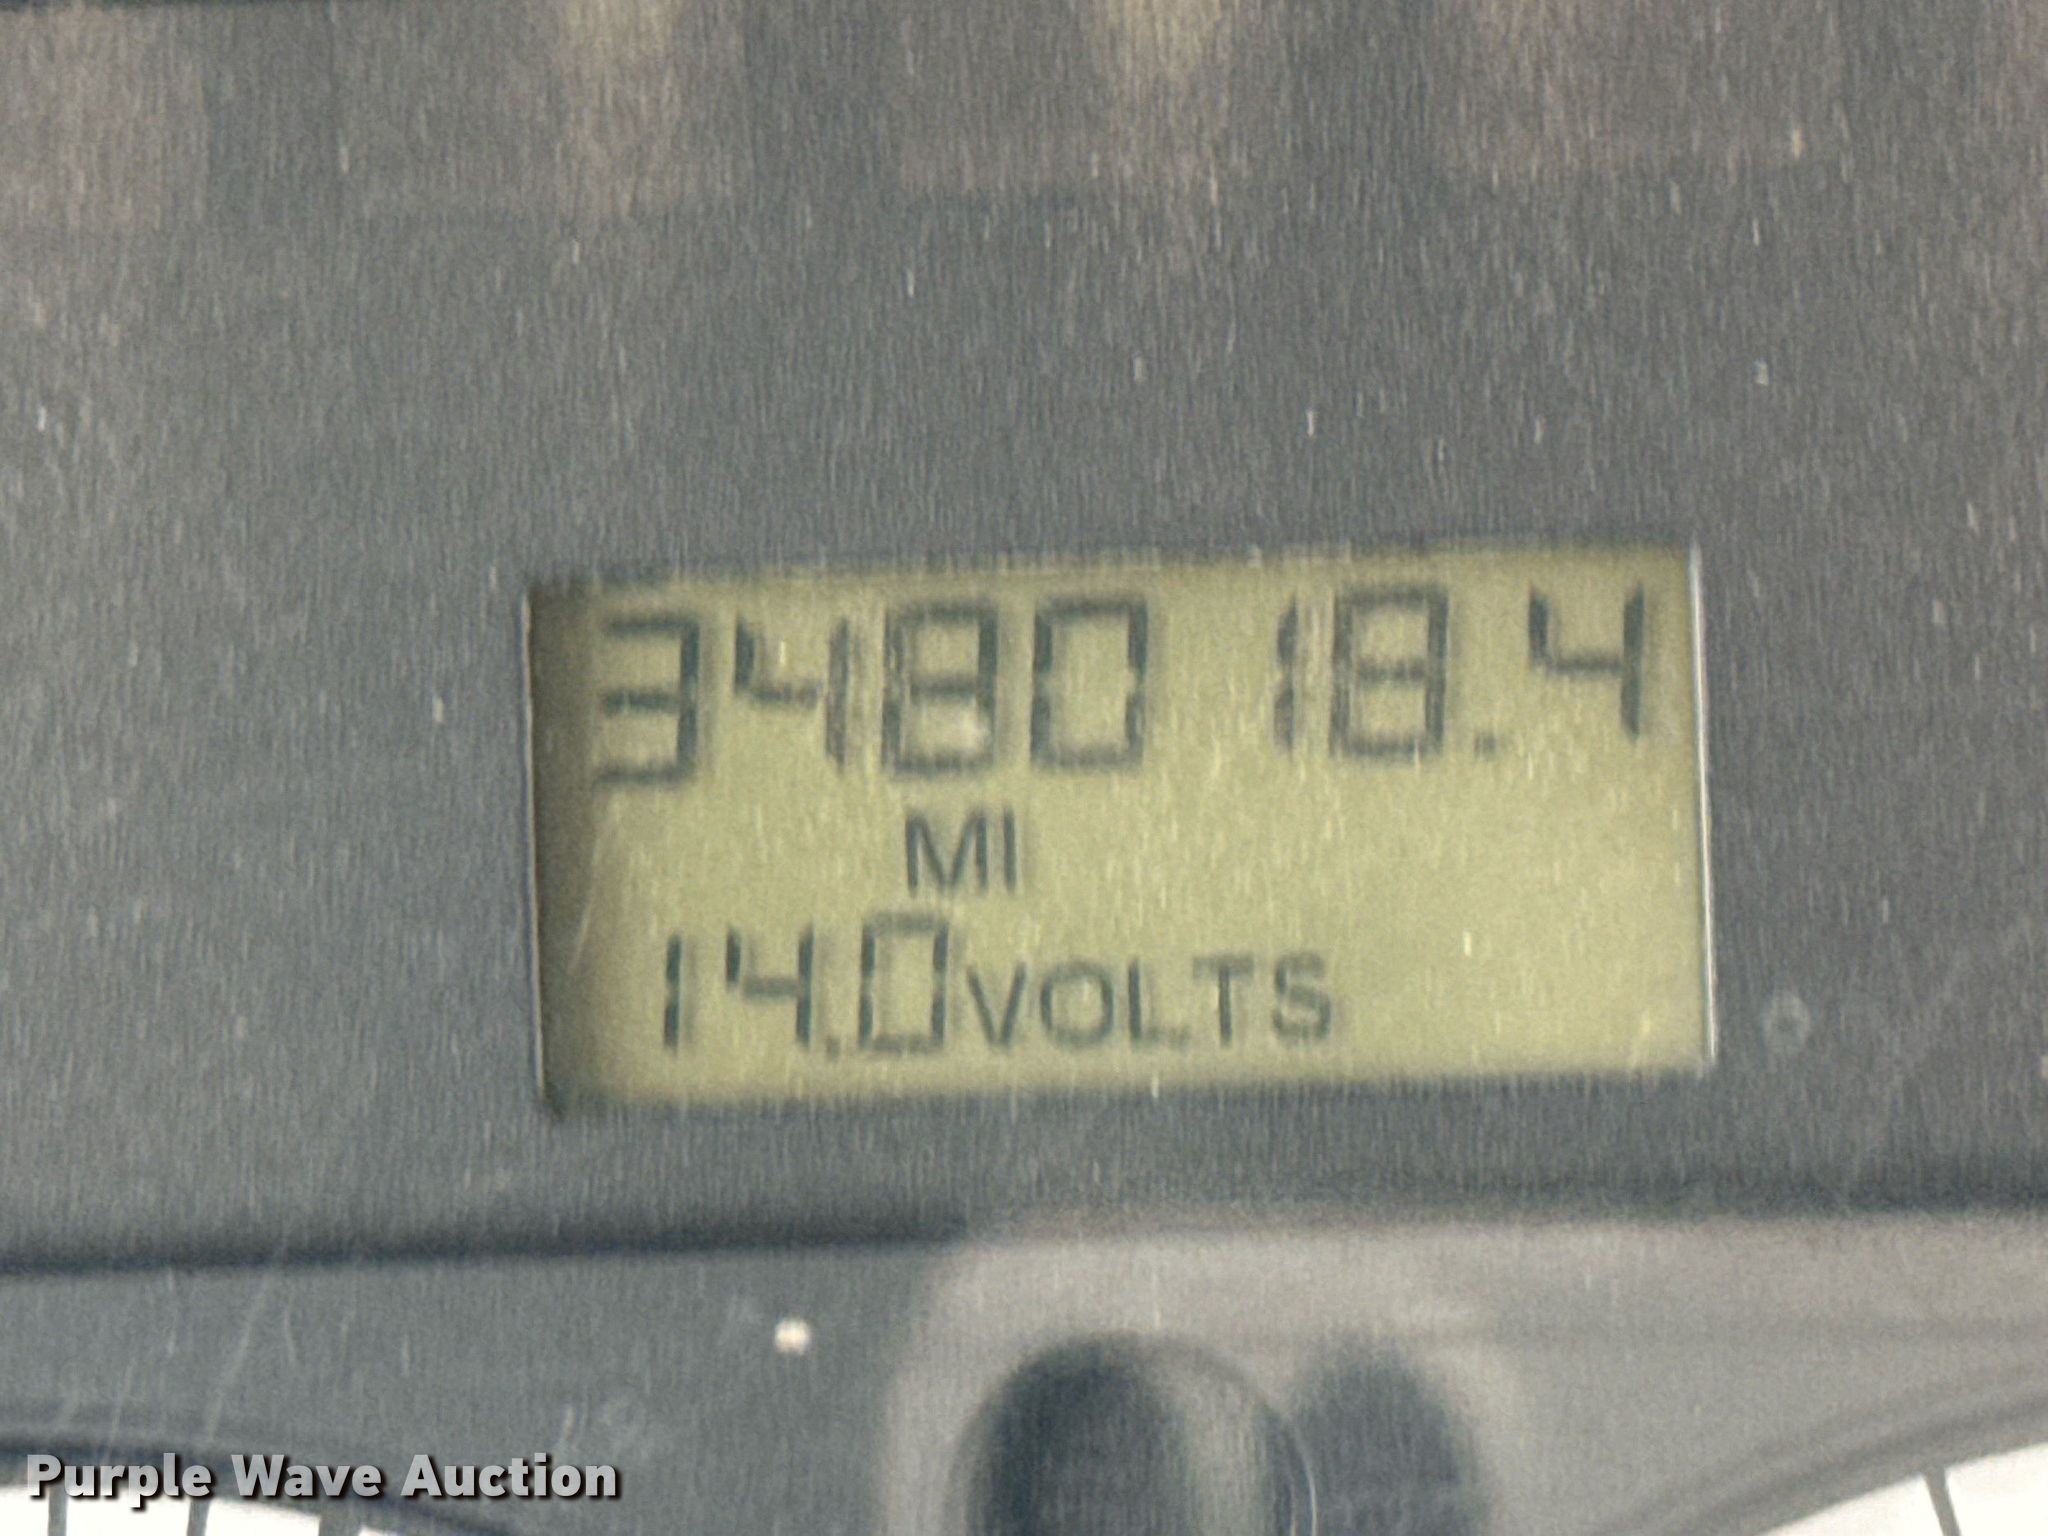 348018.4
MI
14.0VOLTS
Purple Wave Auction